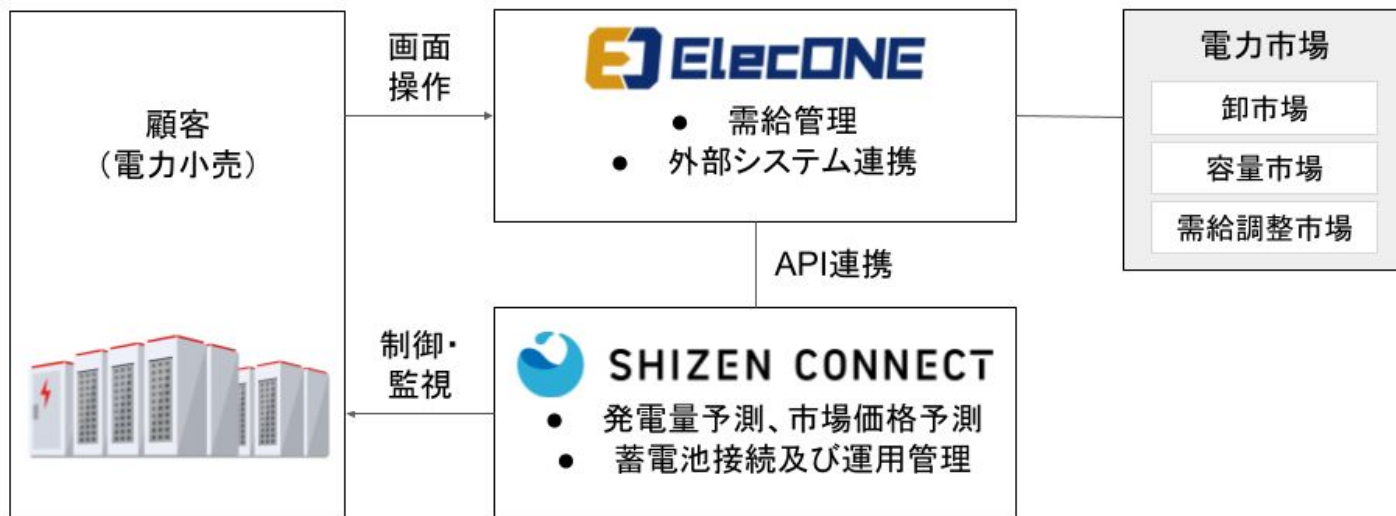 顧客
（電力小売）
画面
操作
ElecONE
● 需給管理
● 外部システム連携
電力市場
卸市場
容量市場
需給調整市場
API連携
制御・
監視
SHIZEN CONNECT
● 発電量予測、市場価格予測
● 蓄電池接続及び運用管理